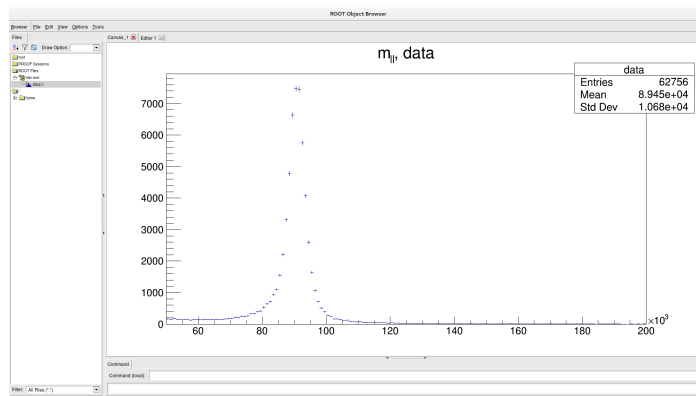 ROOT Object Browser
Browser File Edit View Options Tools
Files
Canvas_1 Editor 1
Draw Option:
root
PROOF Sessions
ROOT Files
data;1
home
m||, data
data
Entries 62756
Mean 8.945e+04
Std Dev 1.068e+04
7000
6000
5000
4000
3000
2000
1000
0
60 80 100 120 140 160 180 200
×10³
Command
Command (local):
Filter: All Files (*.*)